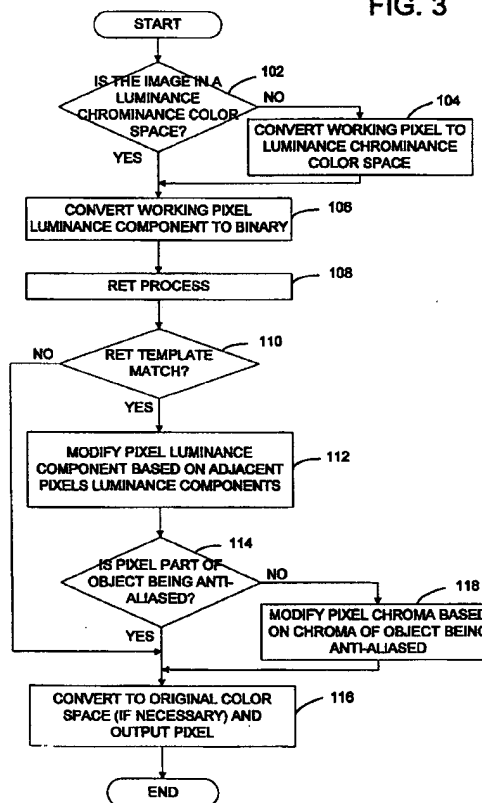 FIG. 3
START
IS THE IMAGE IN A
LUMINANCE
CHROMINANCE COLOR
SPACE?
102
NO
YES
104
CONVERT WORKING PIXEL TO
LUMINANCE CHROMINANCE
COLOR SPACE
106
CONVERT WORKING PIXEL
LUMINANCE COMPONENT TO BINARY
108
RET PROCESS
110
NO
RET TEMPLATE
MATCH?
YES
MODIFY PIXEL LUMINANCE
COMPONENT BASED ON ADJACENT
PIXELS LUMINANCE COMPONENTS
112
114
IS PIXEL PART OF
OBJECT BEING ANTI-
ALIASED?
NO
YES
118
MODIFY PIXEL CHROMA BASED
ON CHROMA OF OBJECT BEING
ANTI-ALIASED
CONVERT TO ORIGINAL COLOR
SPACE (IF NECESSARY) AND
OUTPUT PIXEL
116
END